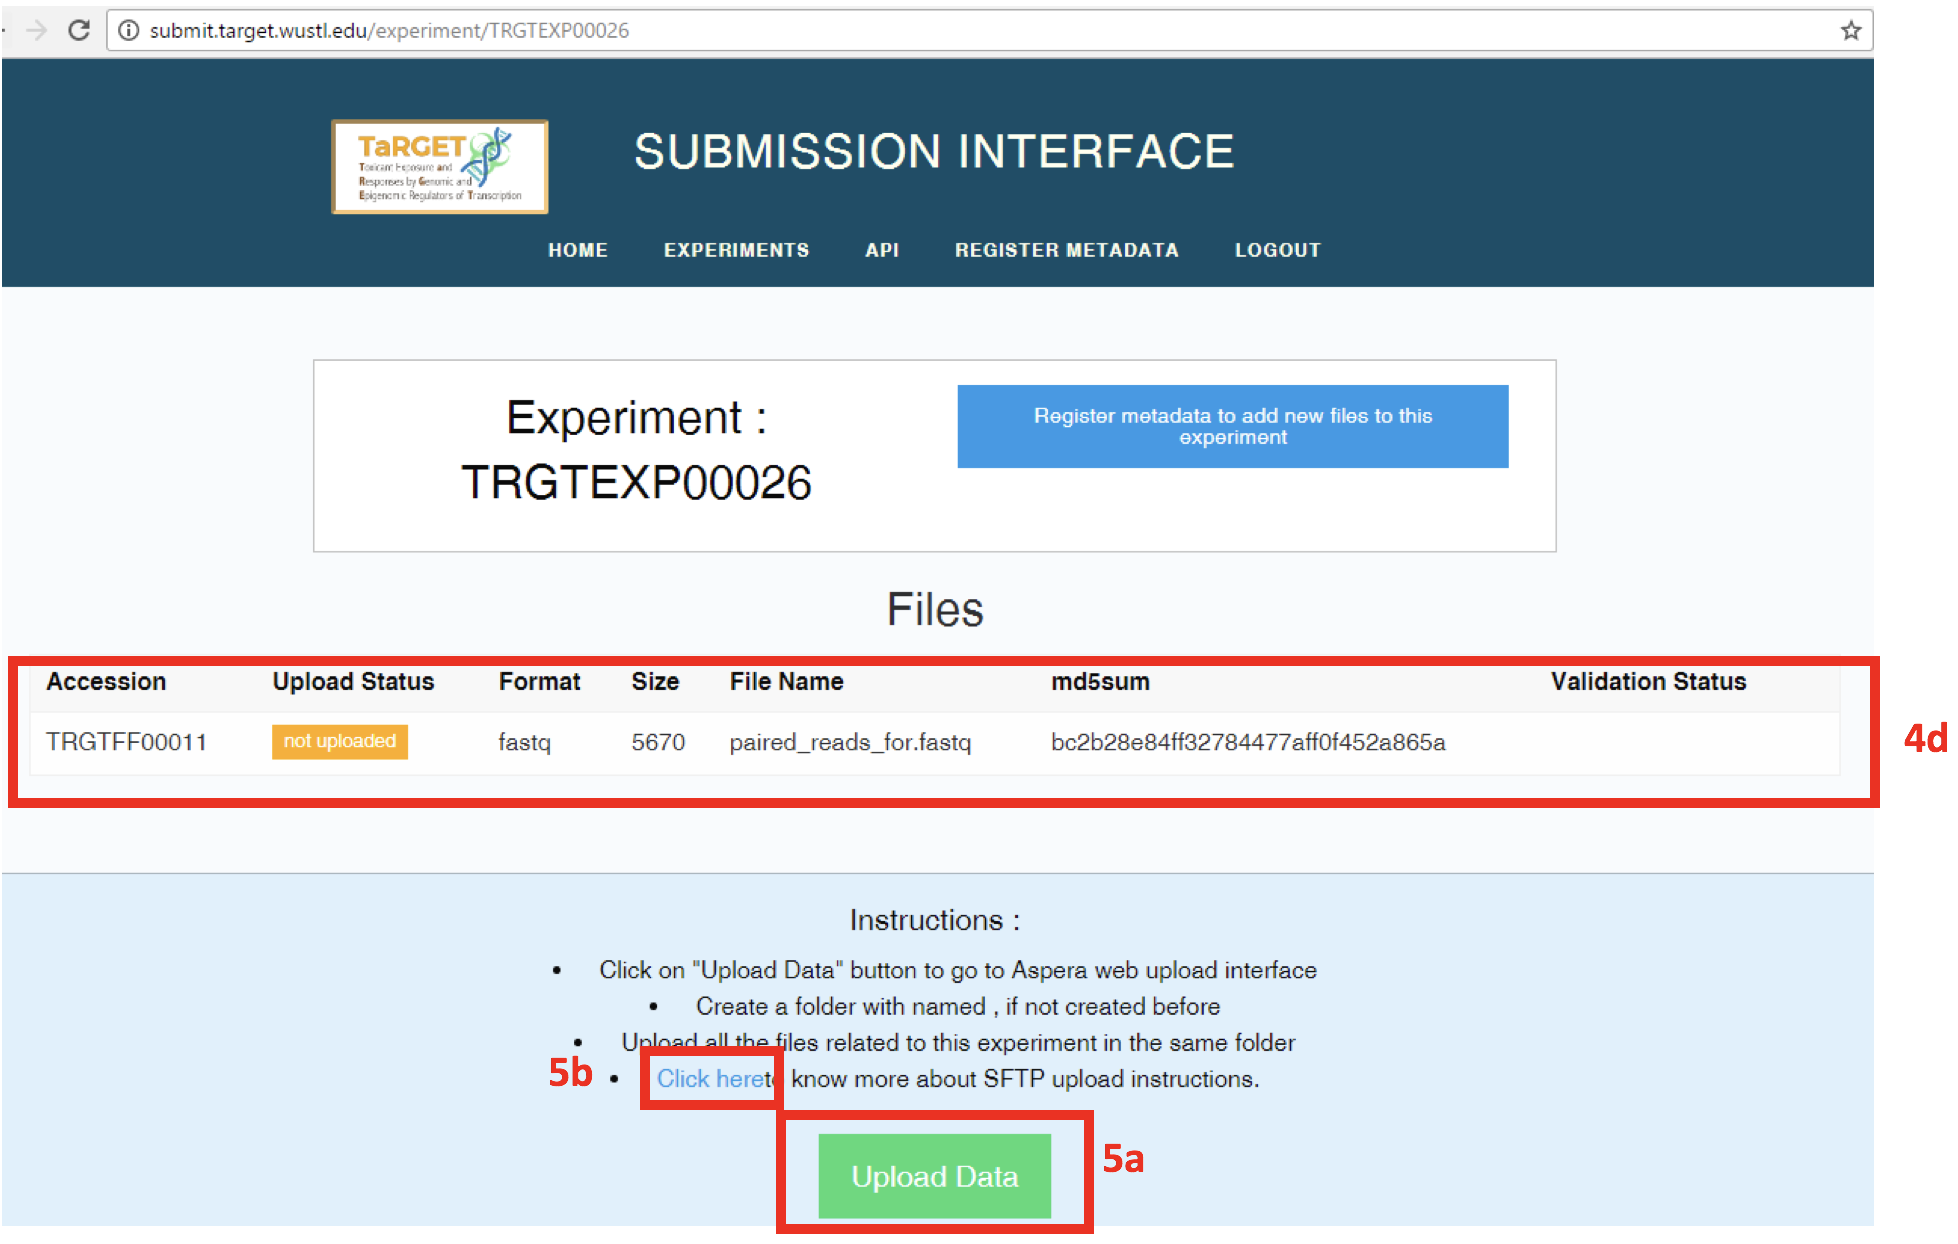 submit.target.wustl.edu/experiment/TRGTEXP00026
TaRGET
Toxicant Exposure and
Responses by Genomic and
Epigenomic Regulators of Transcription
SUBMISSION INTERFACE
HOME EXPERIMENTS API REGISTER METADATA LOGOUT
Experiment :
TRGTEXP00026
Register metadata to add new files to this
experiment
Files
Accession Upload Status Format Size File Name md5sum Validation Status
TRGTFF00011 not uploaded fastq 5670 paired_reads_for.fastq bc2b28e84ff32784477aff0f452a865a
4d
Instructions :
• Click on "Upload Data" button to go to Aspera web upload interface
• Create a folder with named , if not created before
• Upload all the files related to this experiment in the same folder
5b
• Click hereto know more about SFTP upload instructions.
Upload Data
5a